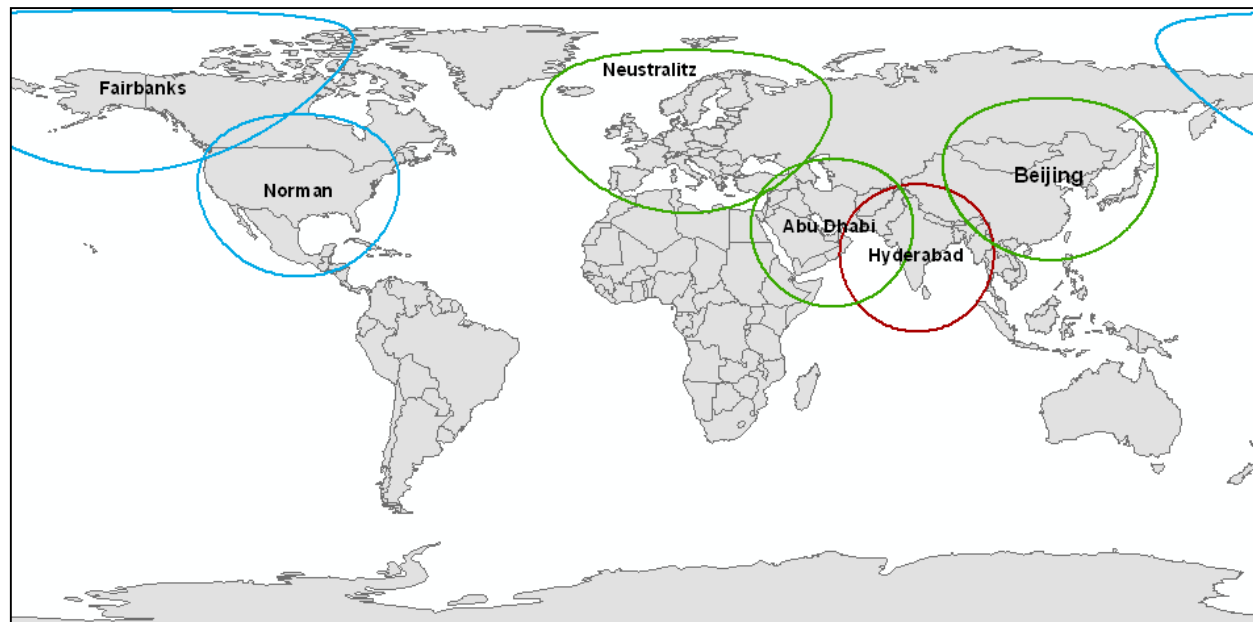 Fairbanks
Neustralitz
Norman
Beijing
Abu Dhabi
Hyderabad